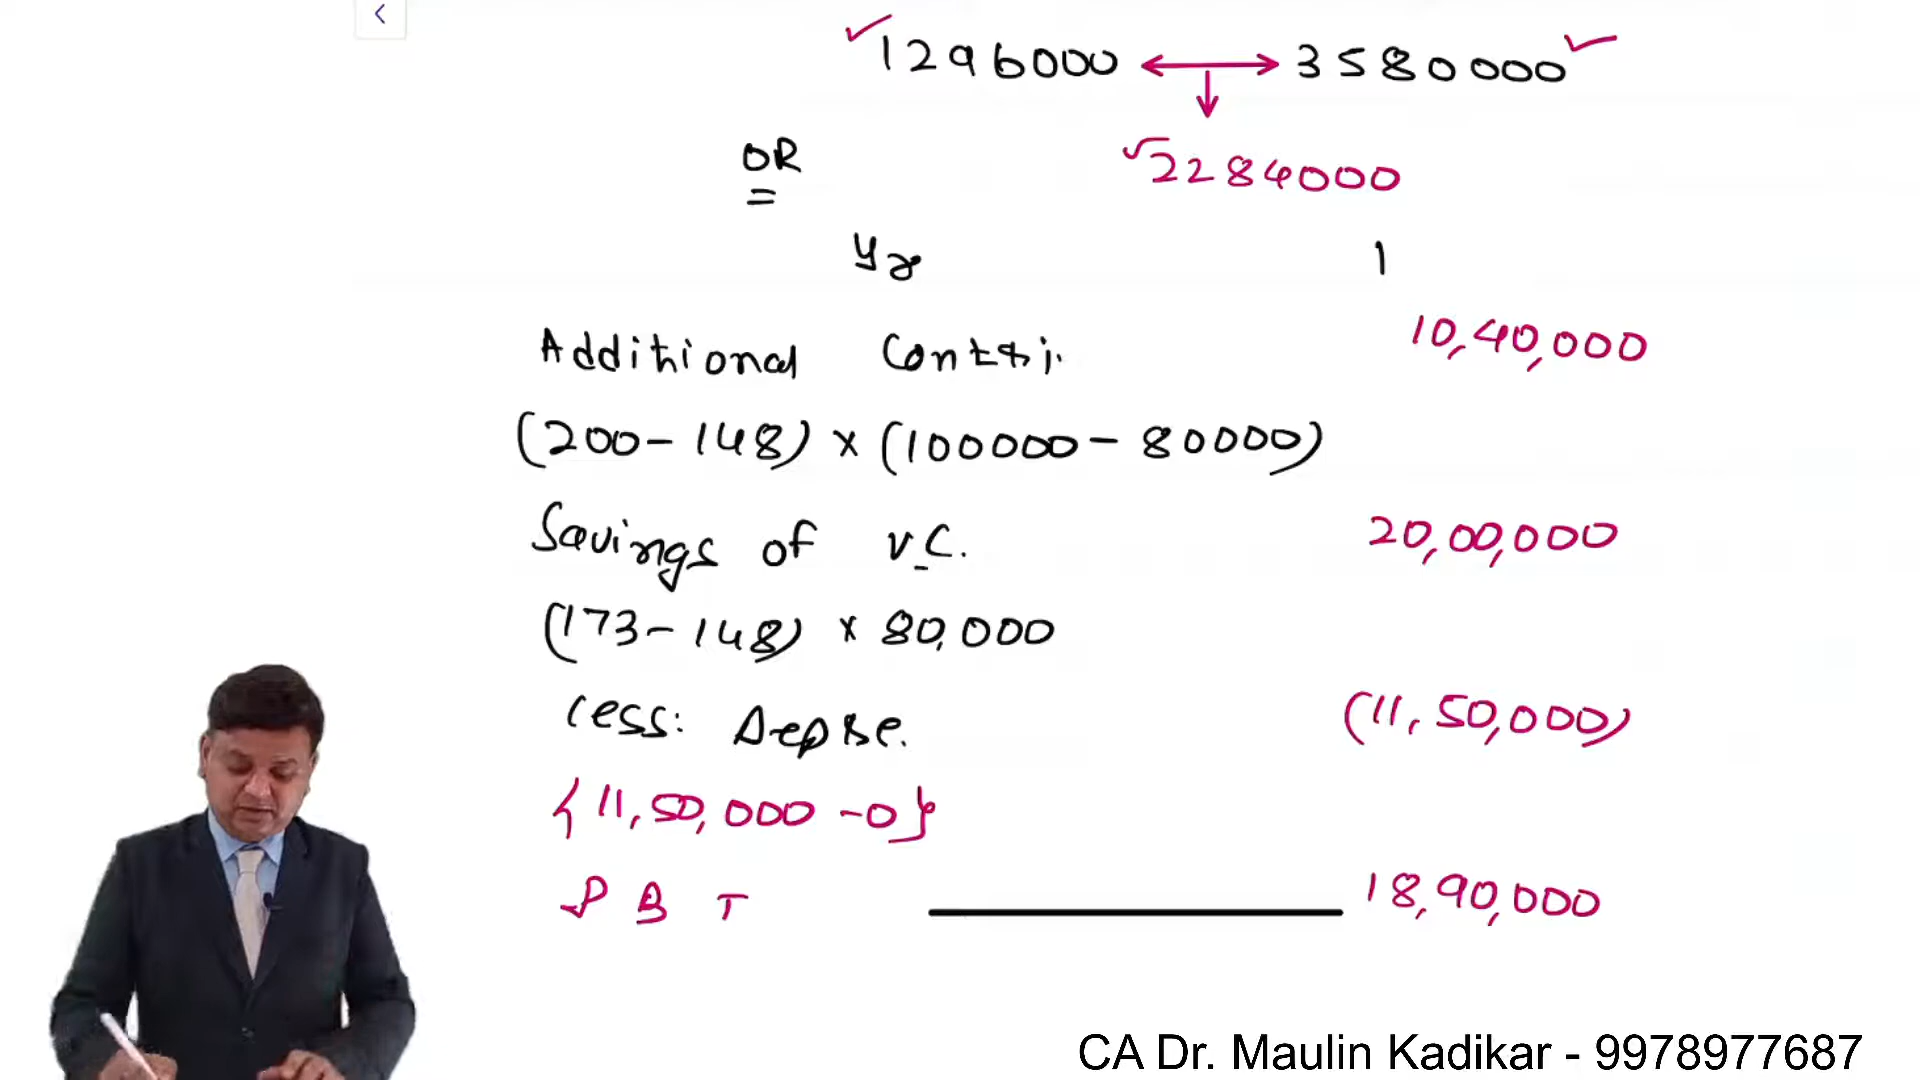 1296000 ↔ 3580000
OR
2284000
Yr 1
Additional Contri. 10,40,000
(200-148) x (100000-80000)
Savings of v.C. 20,00,000
(173-148) x 80,000
Less: Depre. (11,50,000)
{11,50,000-0}
PBT 18,90,000
CA Dr. Maulin Kadikar - 9978977687